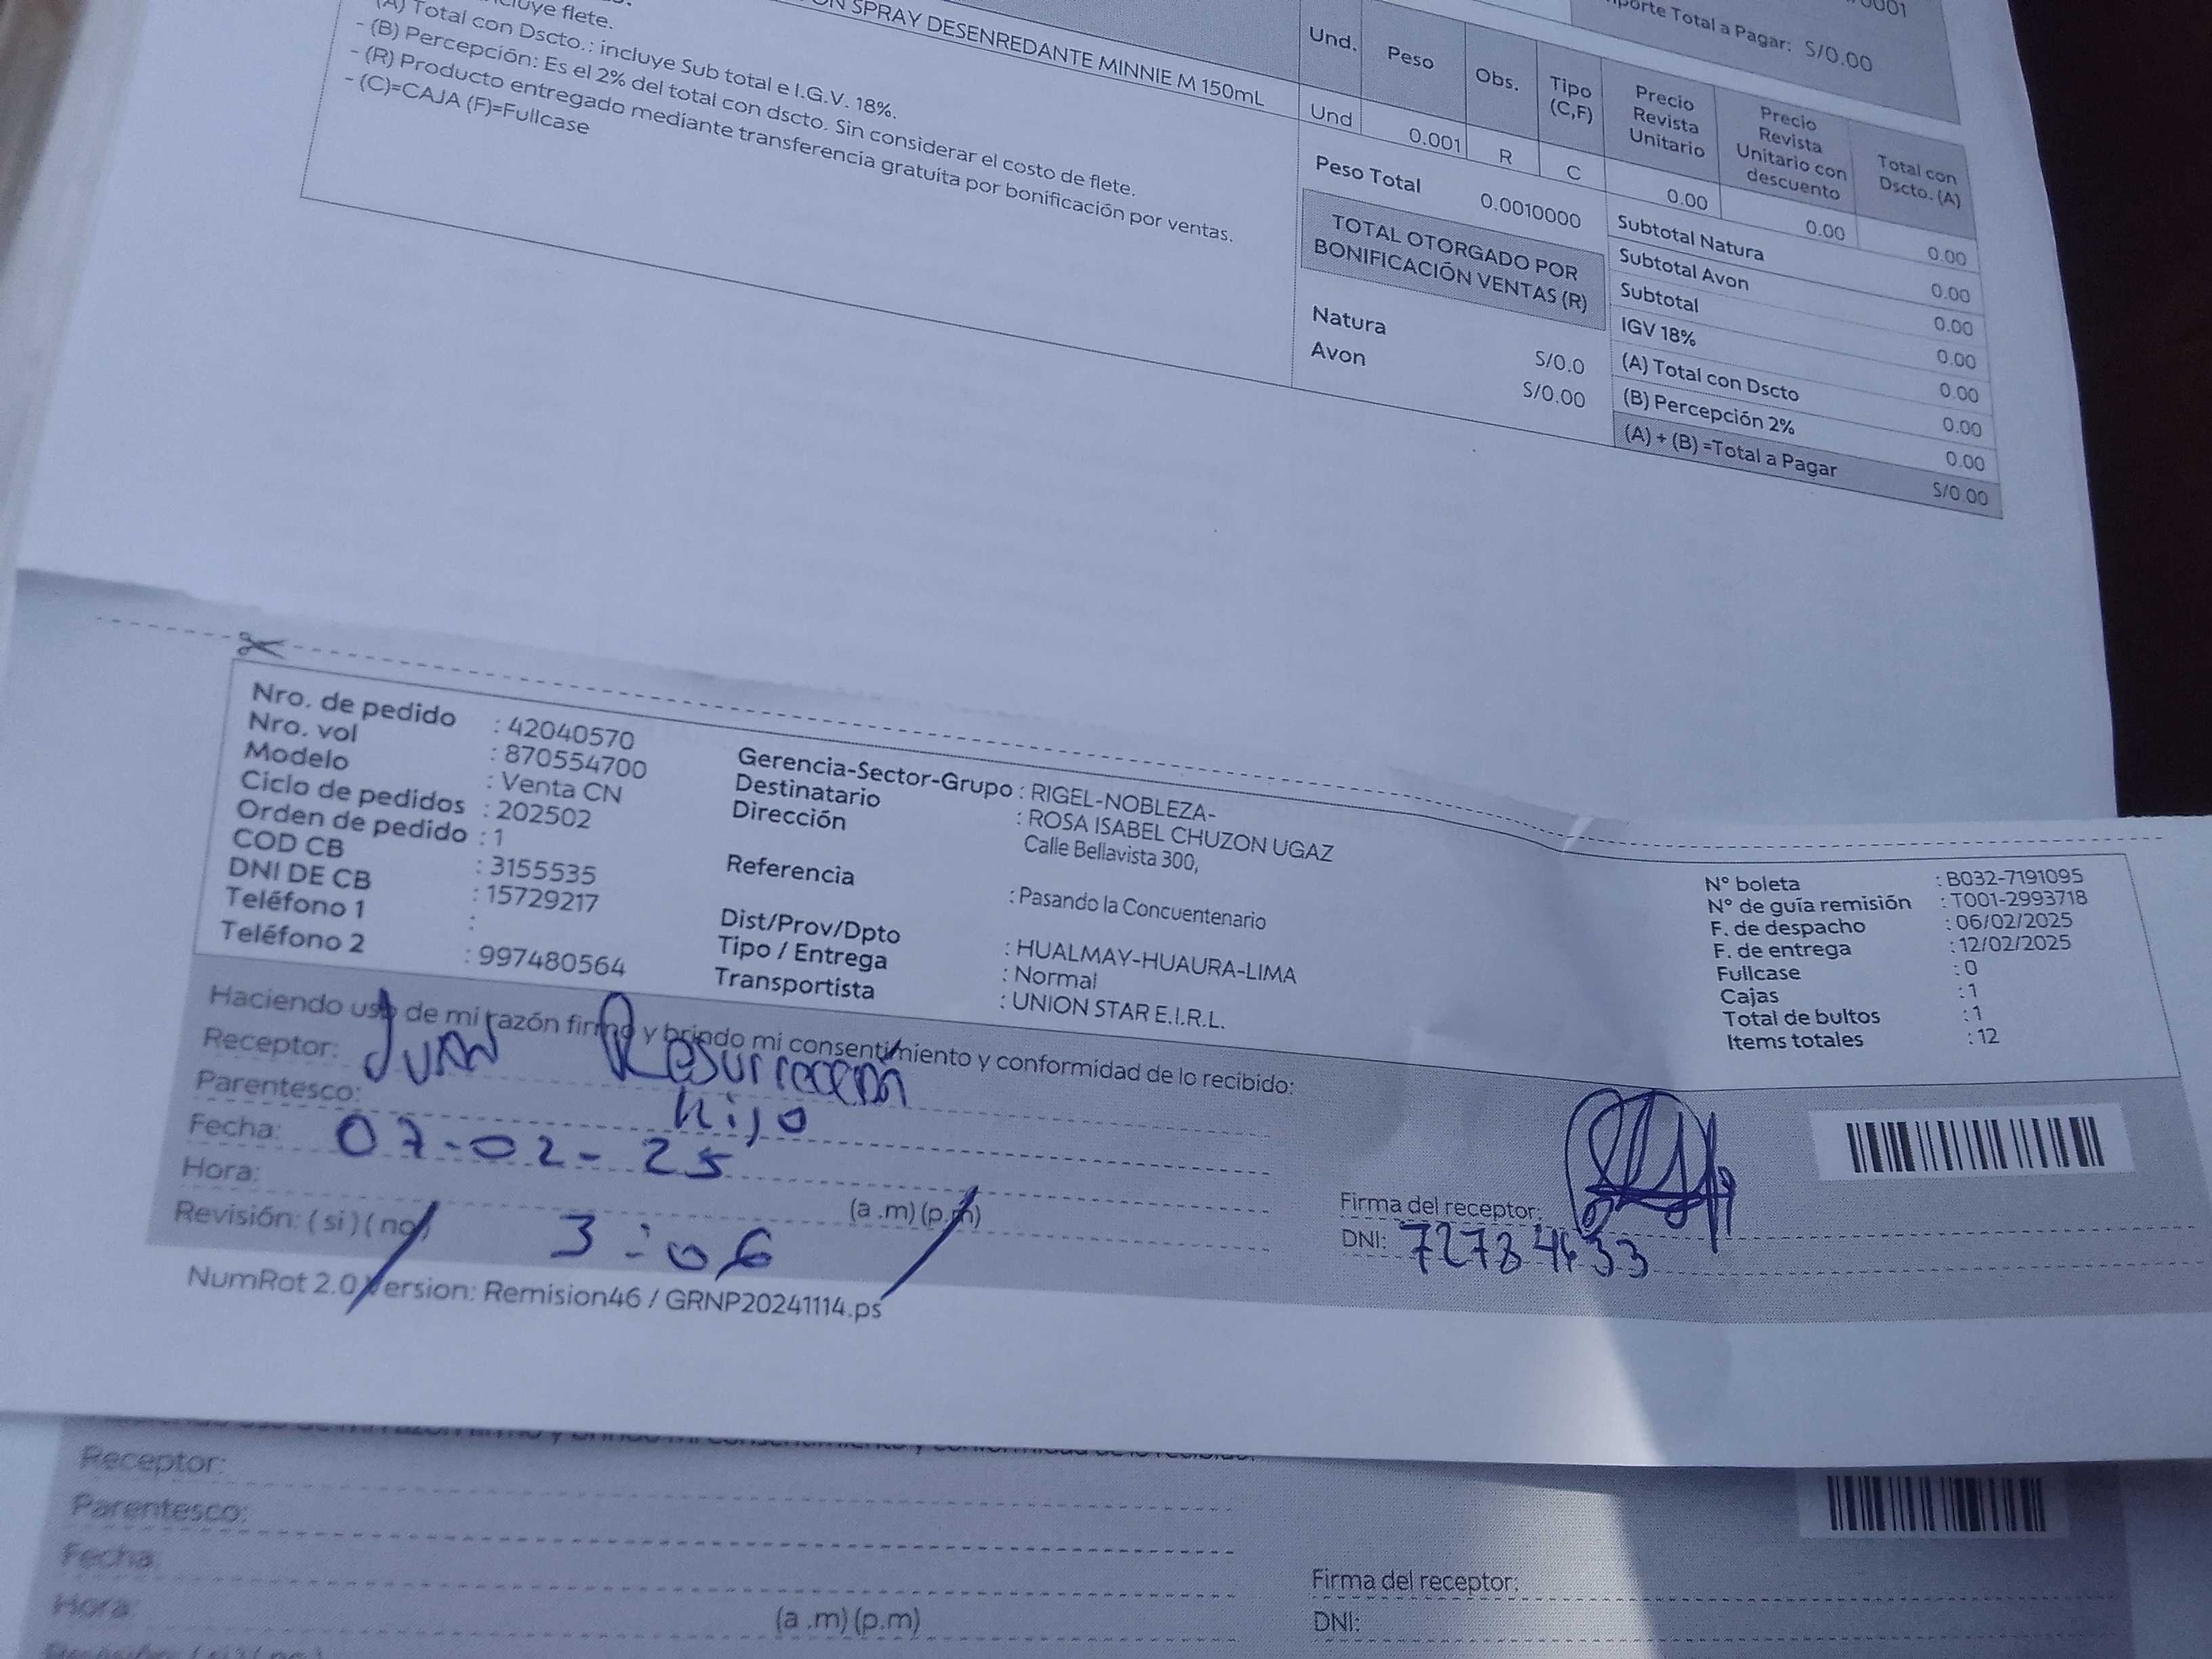 0001
Total a Pagar: S/0.00
SPRAY DESENREDANTE MINNIE M 150mL
Und. Peso Obs. Tipo (C,F) Precio Revista Unitario Precio Revista Unitario con descuento Total con Dscto. (A)
Und 0.001 R C 0.00 0.00 0.00
flete.
(A) Total con Dscto.: incluye Sub total e I.G.V. 18%.
- (B) Percepción: Es el 2% del total con dscto. Sin considerar el costo de flete.
- (R) Producto entregado mediante transferencia gratuita por bonificación por ventas.
- (C)=CAJA (F)=Fullcase
Peso Total 0.0010000
TOTAL OTORGADO POR
BONIFICACIÓN VENTAS (R)
Natura S/0.0
Avon S/0.00
Subtotal Natura 0.00
Subtotal Avon 0.00
Subtotal 0.00
IGV 18% 0.00
(A) Total con Dscto 0.00
(B) Percepción 2% 0.00
(A) + (B) =Total a Pagar S/0.00
Nro. de pedido : 42040570
Nro. vol : 870554700
Modelo : Venta CN
Ciclo de pedidos : 202502
Orden de pedido : 1
COD CB : 3155535
DNI DE CB : 15729217
Teléfono 1 :
Teléfono 2 : 997480564
Gerencia-Sector-Grupo : RIGEL-NOBLEZA-
Destinatario : ROSA ISABEL CHUZON UGAZ
Dirección Calle Bellavista 300,
Referencia : Pasando la Concuentenario
Dist/Prov/Dpto : HUALMAY-HUAURA-LIMA
Tipo / Entrega : Normal
Transportista : UNION STAR E.I.R.L.
N° boleta : B032-7191095
N° de guía remisión : T001-2993718
F. de despacho : 06/02/2025
F. de entrega : 12/02/2025
Fullcase : 0
Cajas : 1
Total de bultos : 1
Items totales : 12
Haciendo uso de mi razón firmo y brindo mi consentimiento y conformidad de lo recibido:
Receptor: Juan Resurreccion
Parentesco: hijo
Fecha: 07-02-25
Hora: (a .m) (p.m)
Revisión: ( si ) ( no) 3:06
Firma del receptor:
DNI: 72784433
NumRot 2.0 Version: Remision46 / GRNP20241114.ps
Receptor:
Parentesco:
Fecha:
Hora: (a .m) (p.m)
Firma del receptor:
DNI: